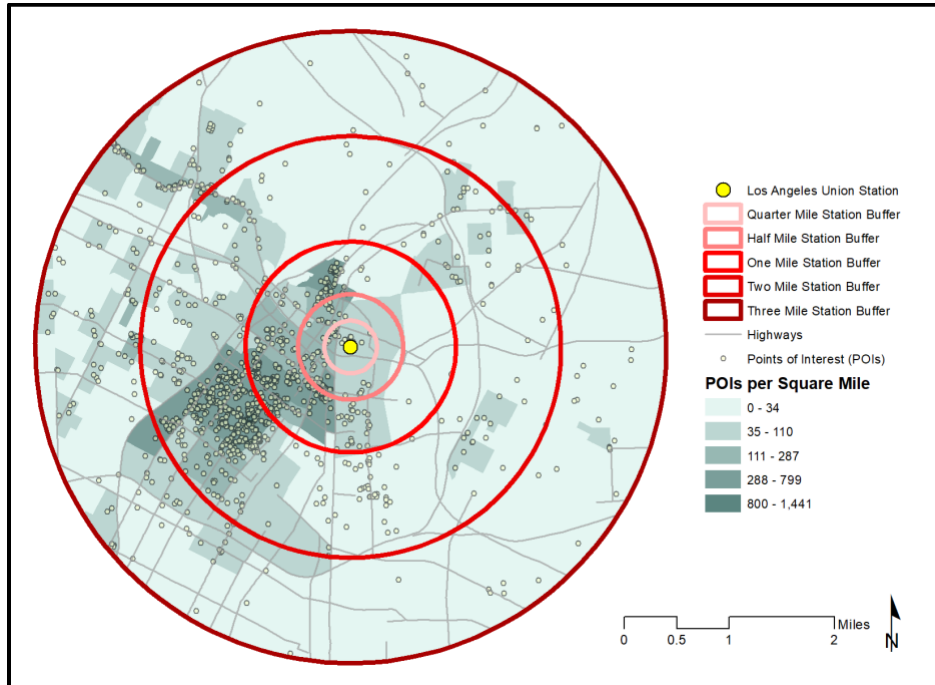 Los Angeles Union Station
Quarter Mile Station Buffer
Half Mile Station Buffer
One Mile Station Buffer
Two Mile Station Buffer
Three Mile Station Buffer
Highways
Points of Interest (POIs)
POIs per Square Mile
0 - 34
35 - 110
111 - 287
288 - 799
800 - 1,441
Miles
0 0.5 1 2
N